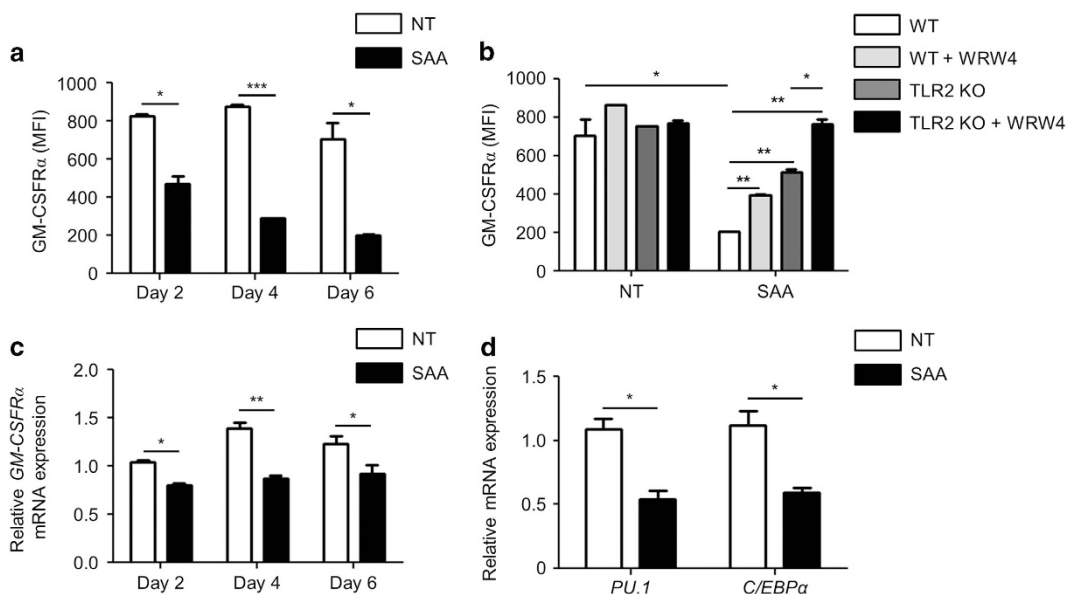 a
NT
SAA
GM-CSFRα (MFI)
1000
800
600
400
200
0
*
***
*
Day 2
Day 4
Day 6
b
WT
WT + WRW4
TLR2 KO
TLR2 KO + WRW4
GM-CSFRα (MFI)
1000
800
600
400
200
0
*
*
**
**
**
NT
SAA
c
NT
SAA
Relative GM-CSFRα
mRNA expression
2.0
1.5
1.0
0.5
0.0
*
**
*
Day 2
Day 4
Day 6
d
NT
SAA
Relative mRNA expression
1.5
1.0
0.5
0
*
*
PU.1
C/EBPα